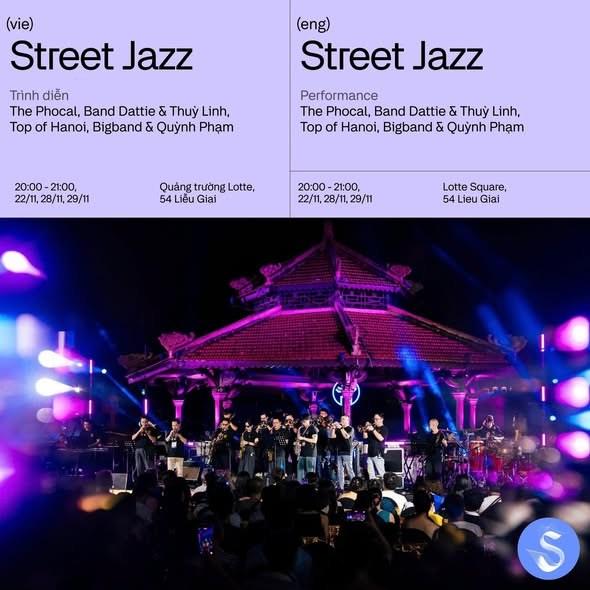 (vie)
Street Jazz
Trình diễn
The Phocal, Band Dattie & Thuỳ Linh,
Top of Hanoi, Bigband & Quỳnh Phạm
20:00 - 21:00,
22/11, 28/11, 29/11
Quảng trường Lotte,
54 Liễu Giai
(eng)
Street Jazz
Performance
The Phocal, Band Dattie & Thuỳ Linh,
Top of Hanoi, Bigband & Quỳnh Phạm
20:00 - 21:00,
22/11, 28/11, 29/11
Lotte Square,
54 Lieu Giai
S